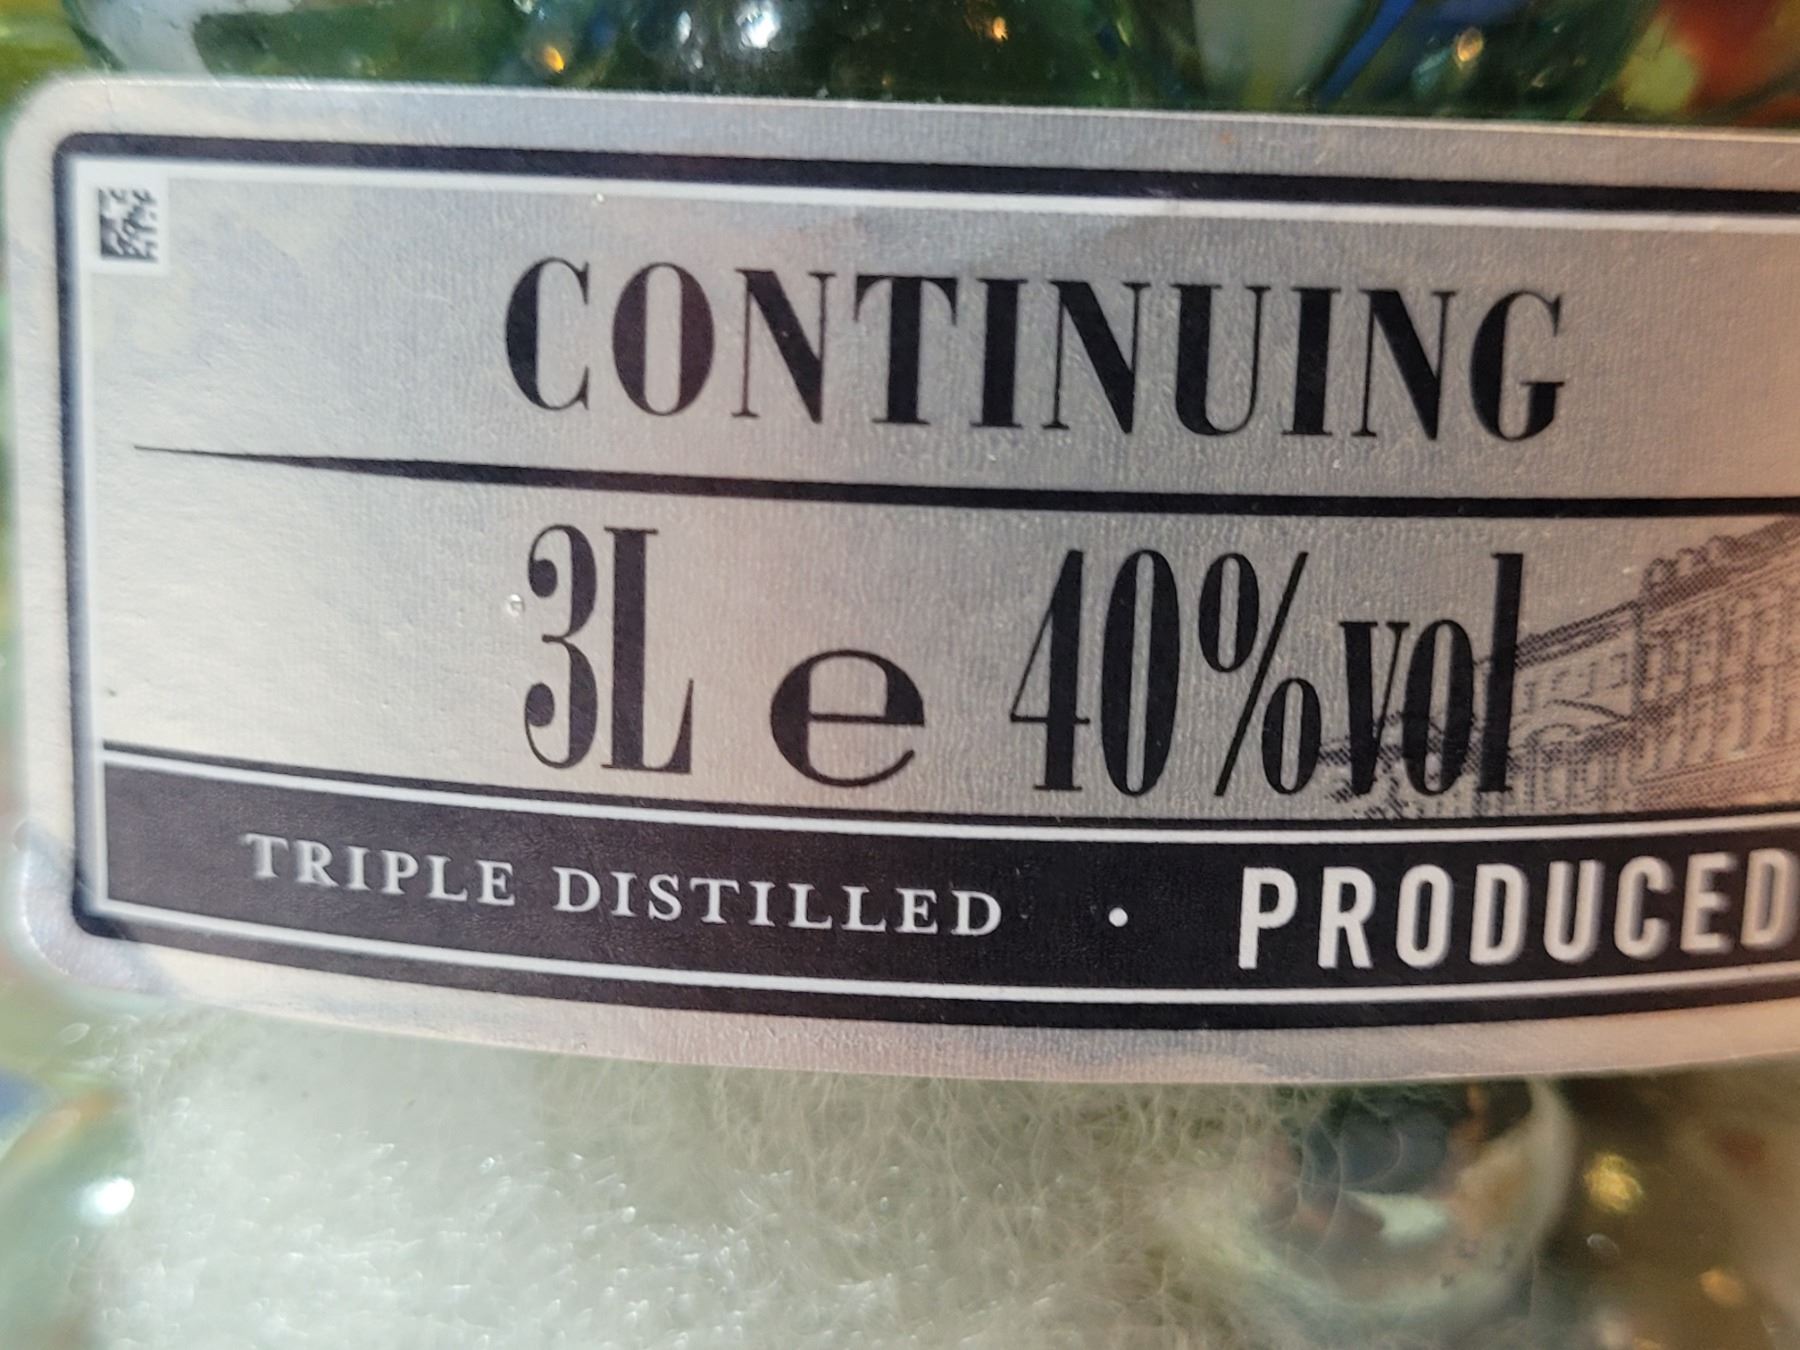 CONTINUING
3L e 40%vol
TRIPLE DISTILLED • PRODUCED